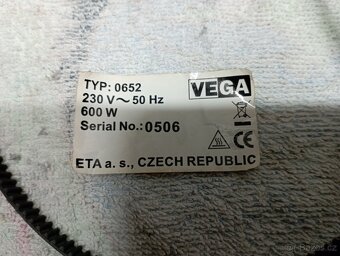 TYP: 0652
VEGA
230 V ~ 50 Hz
600 W
Serial No.: 0506
ETA a. s., CZECH REPUBLIC